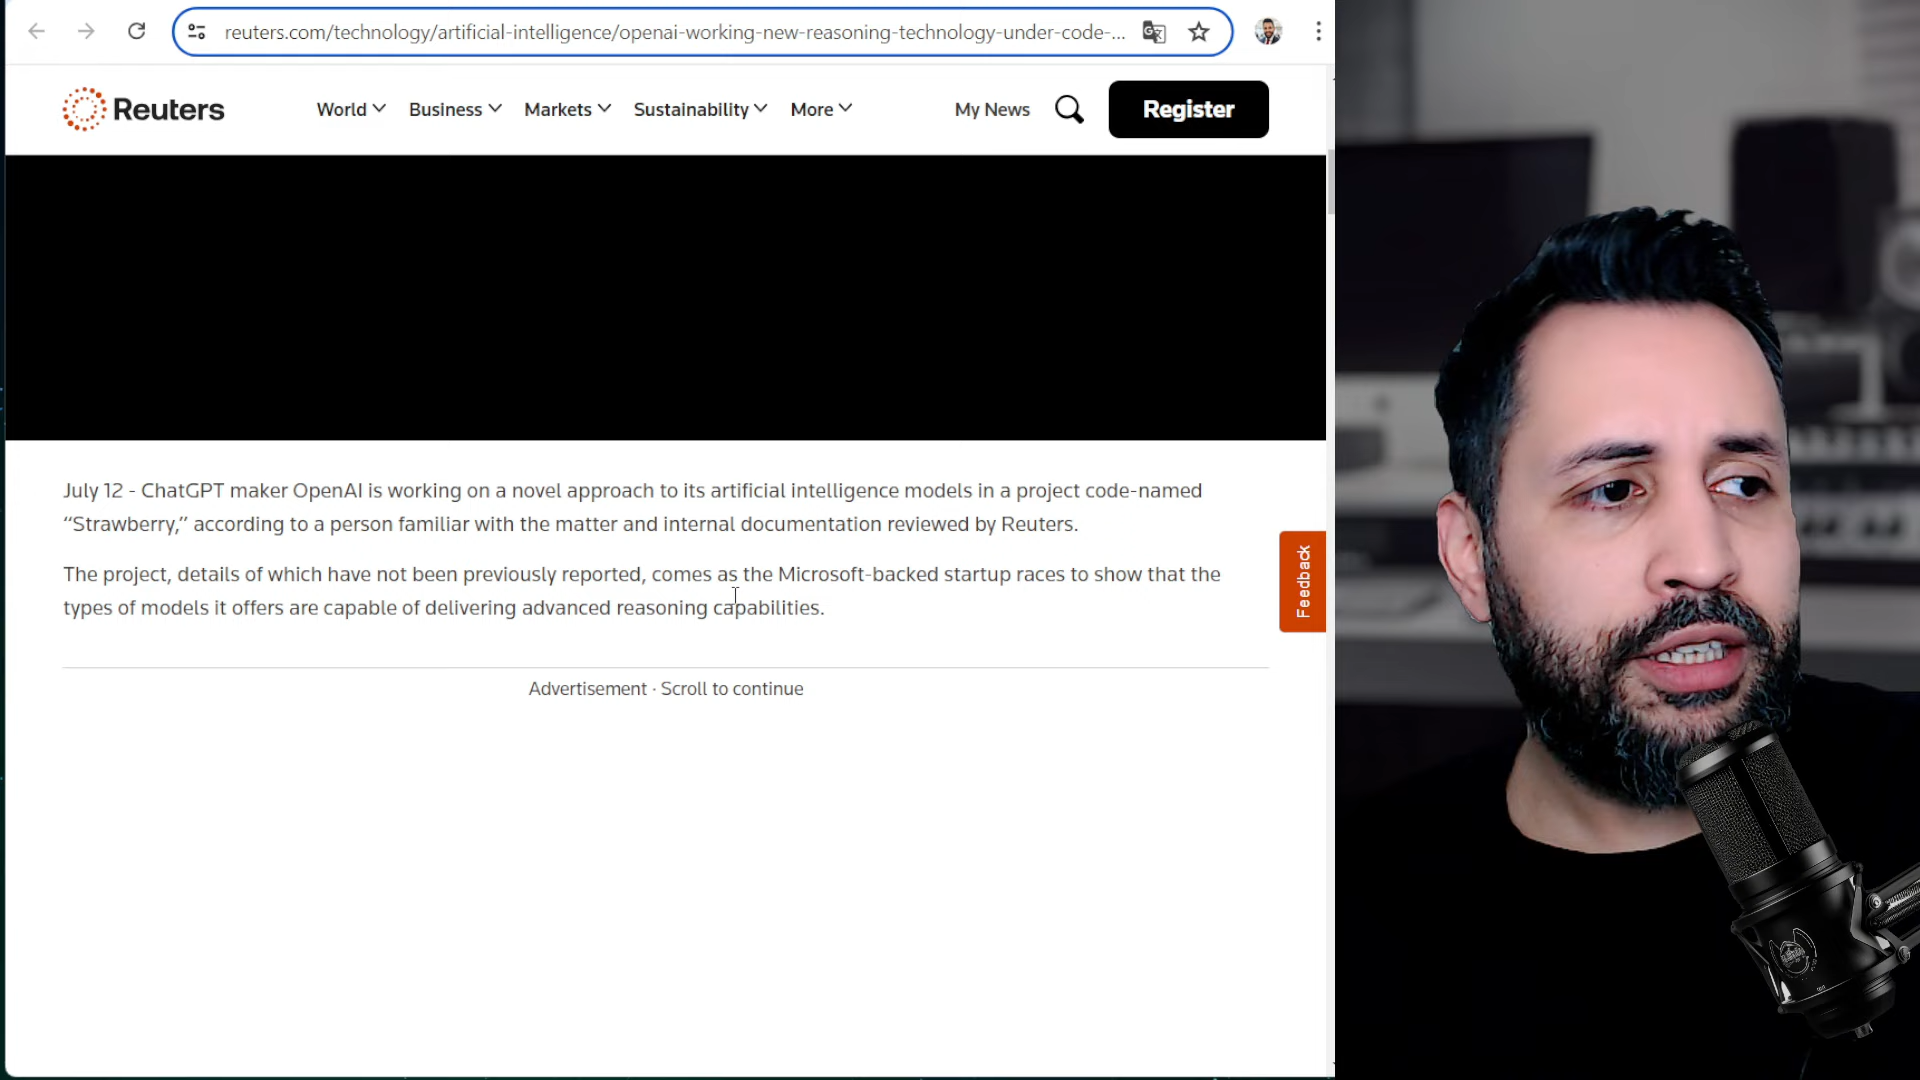 reuters.com/technology/artificial-intelligence/openai-working-new-reasoning-technology-under-code-...
Reuters
World
Business
Markets
Sustainability
More
My News
Register
July 12 - ChatGPT maker OpenAI is working on a novel approach to its artificial intelligence models in a project code-named
“Strawberry,” according to a person familiar with the matter and internal documentation reviewed by Reuters.
The project, details of which have not been previously reported, comes as the Microsoft-backed startup races to show that the
types of models it offers are capable of delivering advanced reasoning capabilities.
Feedback
Advertisement · Scroll to continue